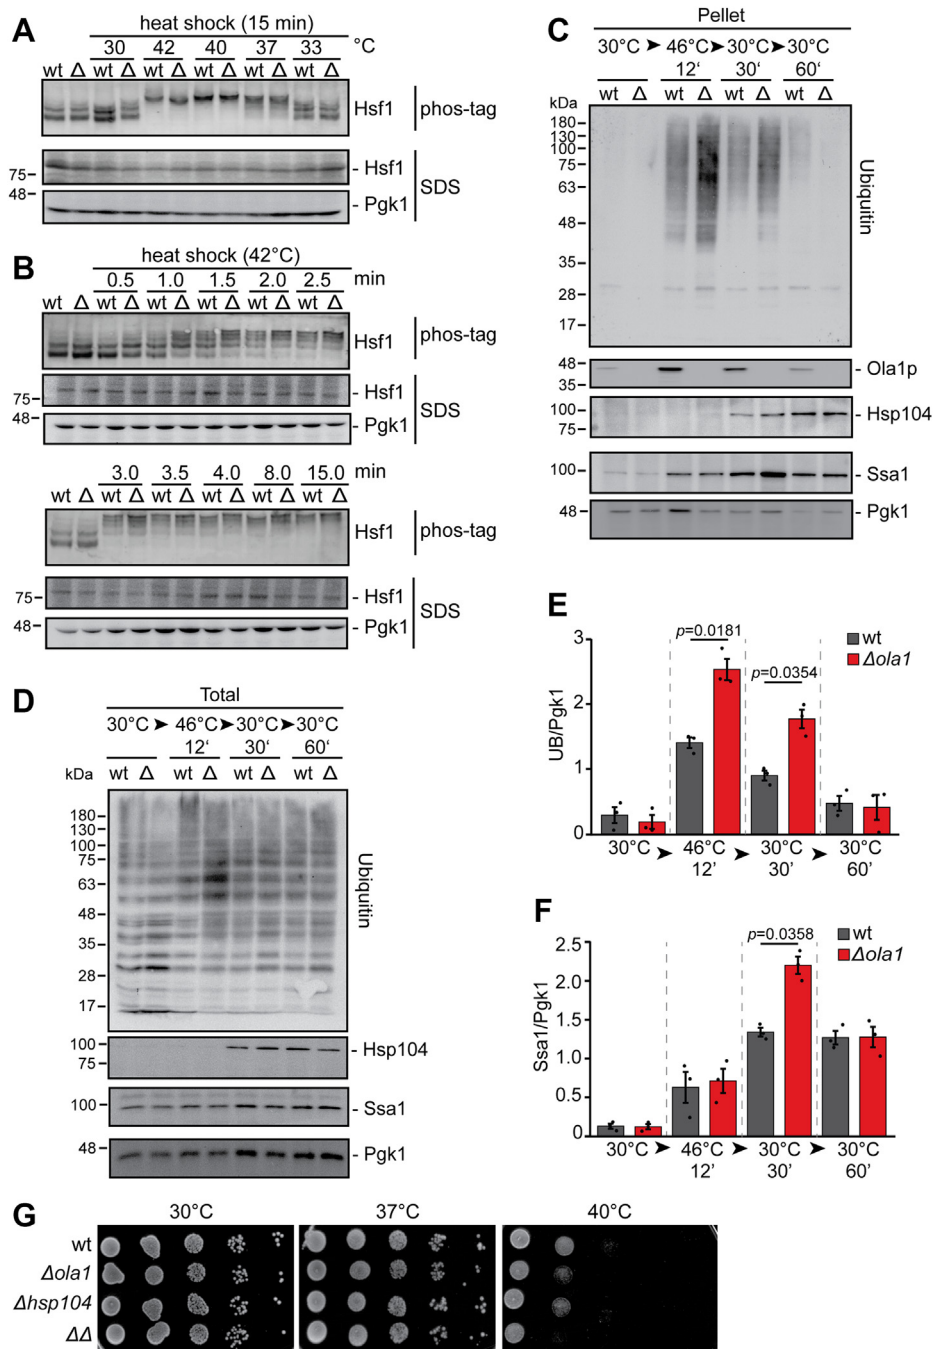 A
heat shock (15 min)
30 42 40 37 33 °C
wt Δ wt Δ wt Δ wt Δ wt Δ wt Δ
Hsf1 phos-tag
75 - Hsf1
SDS
48 - Pgk1
B
heat shock (42°C)
0.5 1.0 1.5 2.0 2.5 min
wt Δ wt Δ wt Δ wt Δ wt Δ wt Δ
Hsf1 phos-tag
75 - Hsf1
SDS
48 - Pgk1
3.0 3.5 4.0 8.0 15.0 min
wt Δ wt Δ wt Δ wt Δ wt Δ wt Δ
Hsf1 phos-tag
75 - Hsf1
SDS
48 - Pgk1
C
Pellet
30°C ➤ 46°C ➤ 30°C ➤ 30°C
12‘ 30‘ 60‘
wt Δ wt Δ wt Δ wt Δ
kDa
180
130
100
75
63
48
35
28
17
Ubiquitin
48
35
- Ola1p
100
75
- Hsp104
100 - Ssa1
48 - Pgk1
D
Total
30°C ➤ 46°C ➤ 30°C ➤ 30°C
12‘ 30‘ 60‘
kDa wt Δ wt Δ wt Δ wt Δ
180
130
100
75
63
48
35
28
17
Ubiquitin
100
75
- Hsp104
100 - Ssa1
48 - Pgk1
E
wt
Δola1
p=0.0181
p=0.0354
UB/Pgk1
3
2
1
0
30°C ➤ 46°C ➤ 30°C ➤ 30°C
12’ 30’ 60’
F
wt
Δola1
p=0.0358
Ssa1/Pgk1
2.5
2.0
1.5
1.0
0.5
0
30°C ➤ 46°C ➤ 30°C ➤ 30°C
12’ 30’ 60’
G
30°C 37°C 40°C
wt
Δola1
Δhsp104
ΔΔ